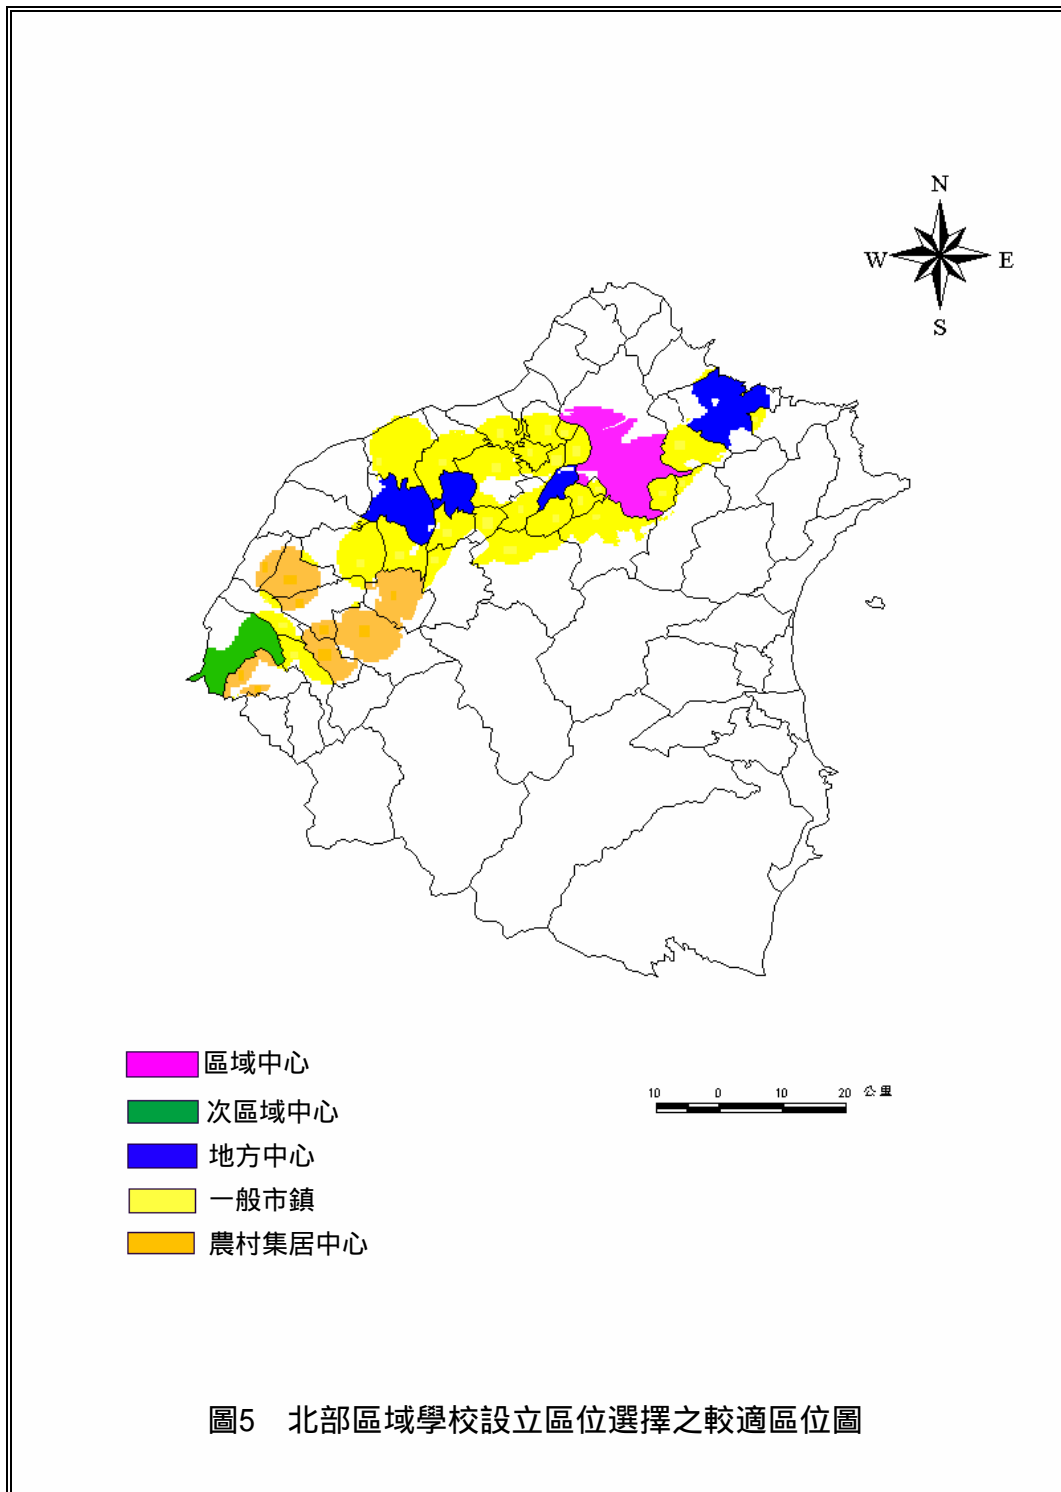 N
W E
S
區域中心
次區域中心
地方中心
一般市鎮
農村集居中心
10 0 10 20 公里
圖5 北部區域學校設立區位選擇之較適區位圖